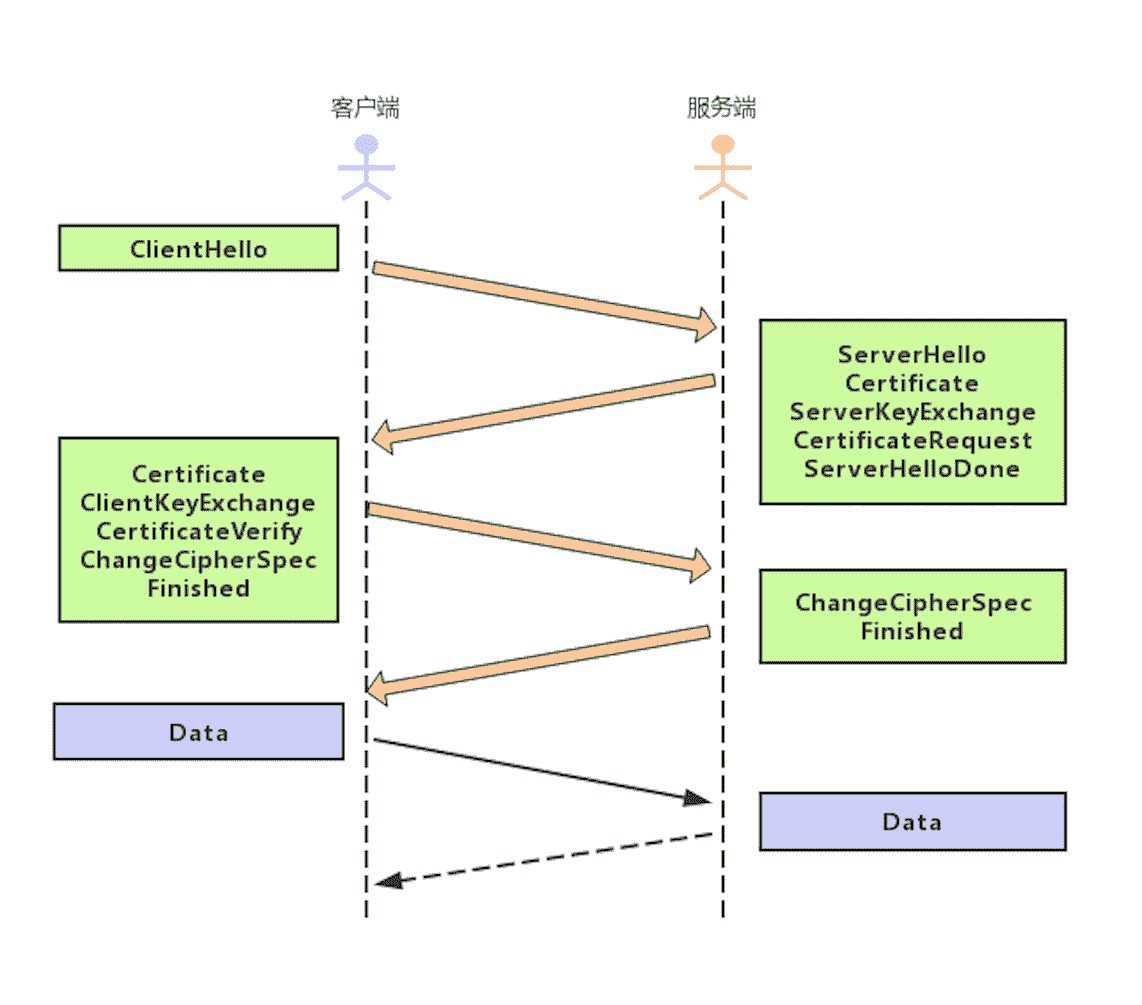 客户端
服务端
ClientHello
ServerHello
Certificate
ServerKeyExchange
CertificateRequest
ServerHelloDone
Certificate
ClientKeyExchange
CertificateVerify
ChangeCipherSpec
Finished
ChangeCipherSpec
Finished
Data
Data